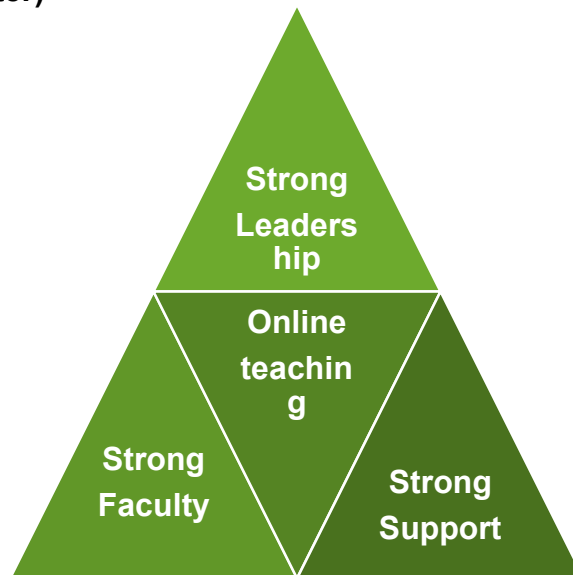 Strong
Leaders
hip
Online
teachin
g
Strong
Faculty
Strong
Support